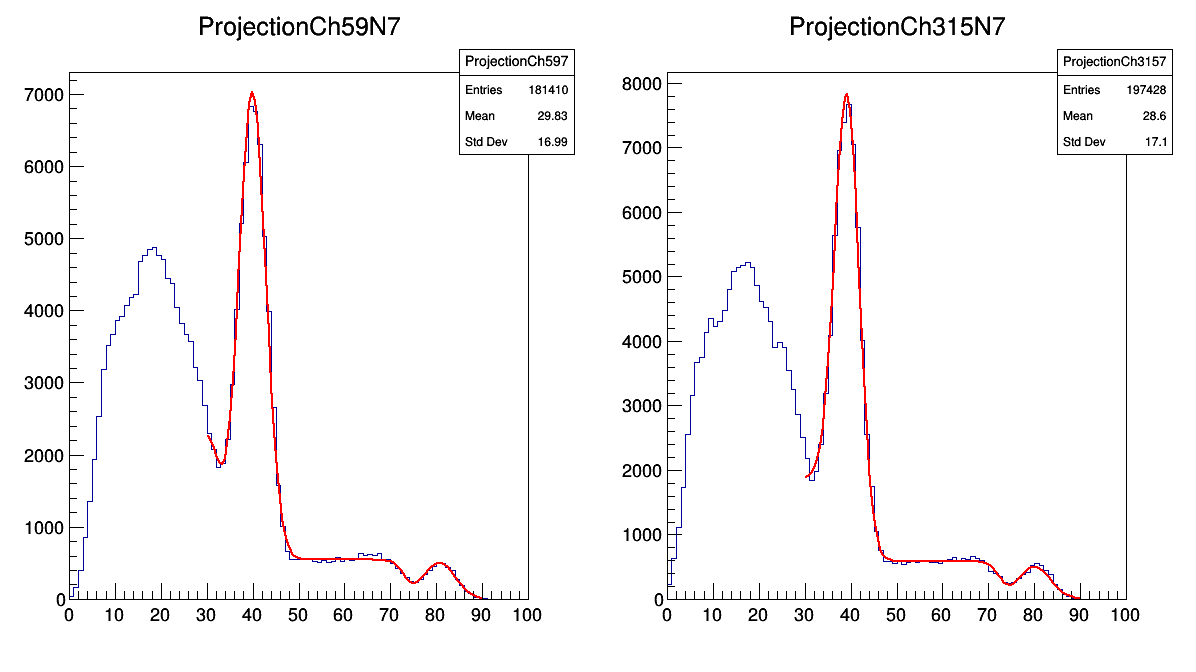 ProjectionCh59N7
ProjectionCh597
Entries 181410
Mean 29.83
Std Dev 16.99
7000
6000
5000
4000
3000
2000
1000
0
0 10 20 30 40 50 60 70 80 90 100
ProjectionCh315N7
ProjectionCh3157
Entries 197428
Mean 28.6
Std Dev 17.1
8000
7000
6000
5000
4000
3000
2000
1000
0
0 10 20 30 40 50 60 70 80 90 100